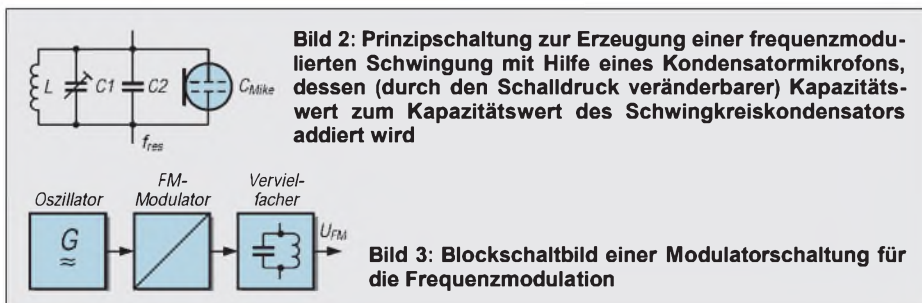 Bild 2: Prinzipschaltung zur Erzeugung einer frequenzmodu-
lierten Schwingung mit Hilfe eines Kondensatormikrofons,
dessen (durch den Schalldruck veränderbarer) Kapazitäts-
wert zum Kapazitätswert des Schwingkreiskondensators
addiert wird
L C1 C2 CMike
fres
Oszillator
FM-
Modulator
Verviel-
facher
G
≈
UFM
Bild 3: Blockschaltbild einer Modulatorschaltung für
die Frequenzmodulation